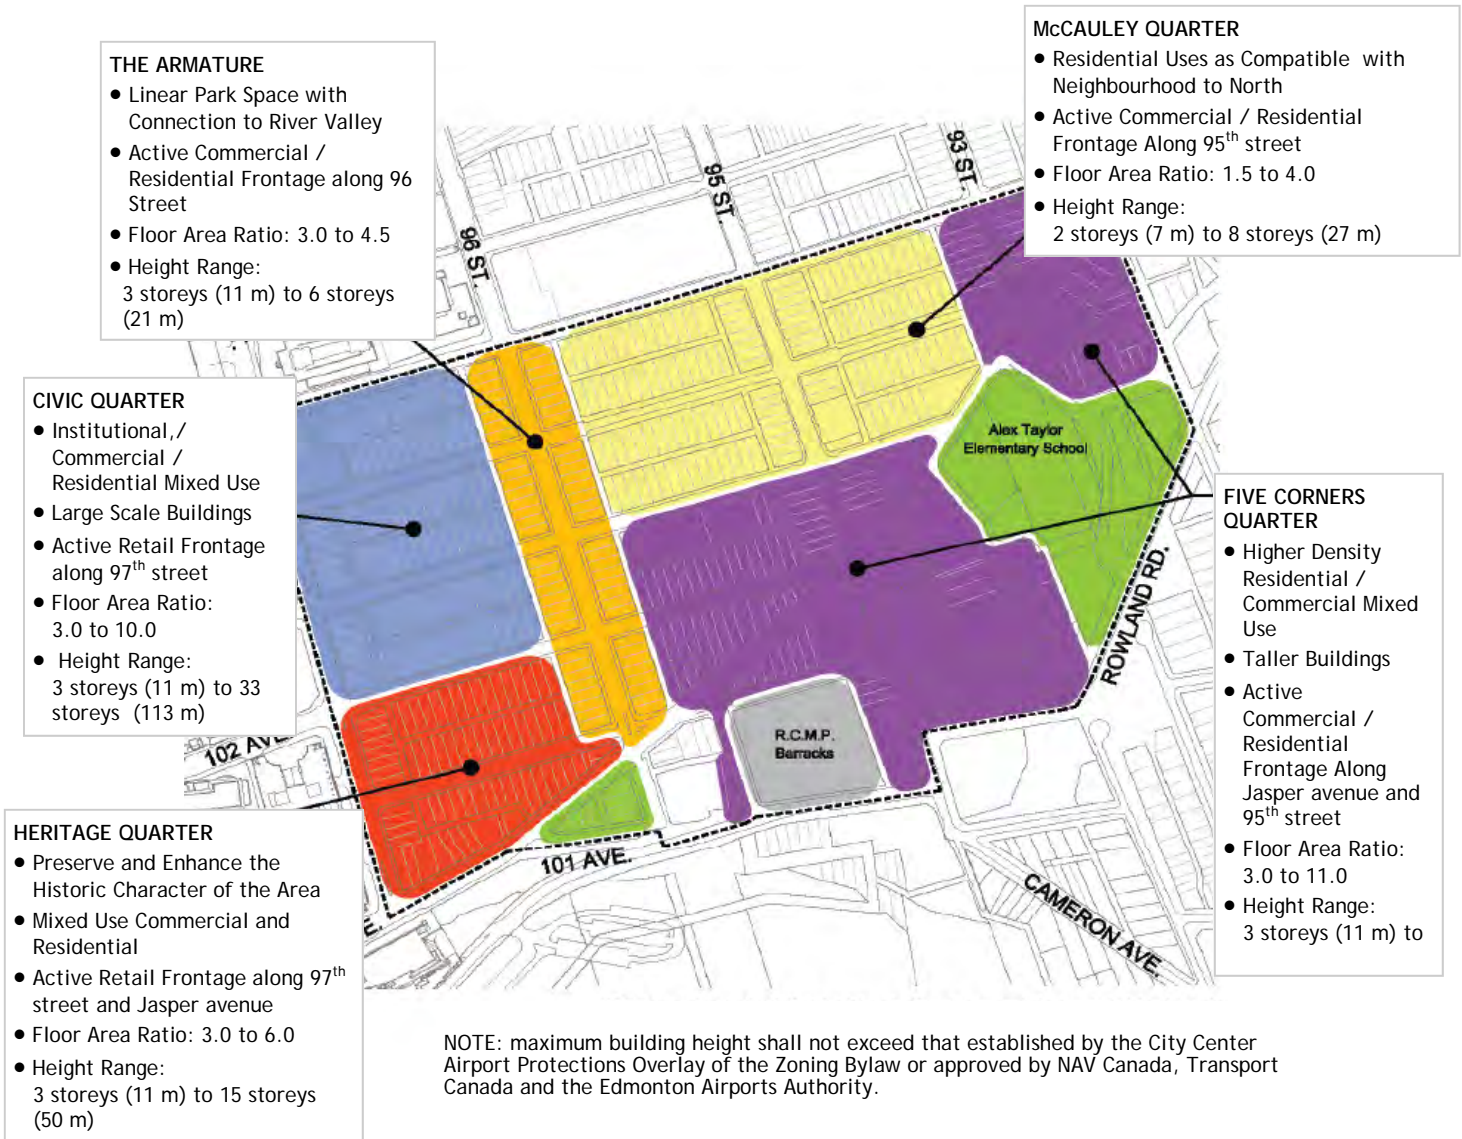 THE ARMATURE
• Linear Park Space with
Connection to River Valley
• Active Commercial /
Residential Frontage along 96
Street
• Floor Area Ratio: 3.0 to 4.5
• Height Range:
3 storeys (11 m) to 6 storeys
(21 m)
McCAULEY QUARTER
• Residential Uses as Compatible with
Neighbourhood to North
• Active Commercial / Residential
Frontage Along 95th street
• Floor Area Ratio: 1.5 to 4.0
• Height Range:
2 storeys (7 m) to 8 storeys (27 m)
CIVIC QUARTER
• Institutional,/
Commercial /
Residential Mixed Use
• Large Scale Buildings
• Active Retail Frontage
along 97th street
• Floor Area Ratio:
3.0 to 10.0
• Height Range:
3 storeys (11 m) to 33
storeys (113 m)
FIVE CORNERS
QUARTER
• Higher Density
Residential /
Commercial Mixed
Use
• Taller Buildings
• Active
Commercial /
Residential
Frontage Along
Jasper avenue and
95th street
• Floor Area Ratio:
3.0 to 11.0
• Height Range:
3 storeys (11 m) to
HERITAGE QUARTER
• Preserve and Enhance the
Historic Character of the Area
• Mixed Use Commercial and
Residential
• Active Retail Frontage along 97th
street and Jasper avenue
• Floor Area Ratio: 3.0 to 6.0
• Height Range:
3 storeys (11 m) to 15 storeys
(50 m)
96 ST.
95 ST.
93 ST.
Alex Taylor
Elementary School
ROWLAND RD.
R.C.M.P.
Barracks
102 AVE.
101 AVE.
E.
CAMERON AVE.
NOTE: maximum building height shall not exceed that established by the City Center
Airport Protections Overlay of the Zoning Bylaw or approved by NAV Canada, Transport
Canada and the Edmonton Airports Authority.